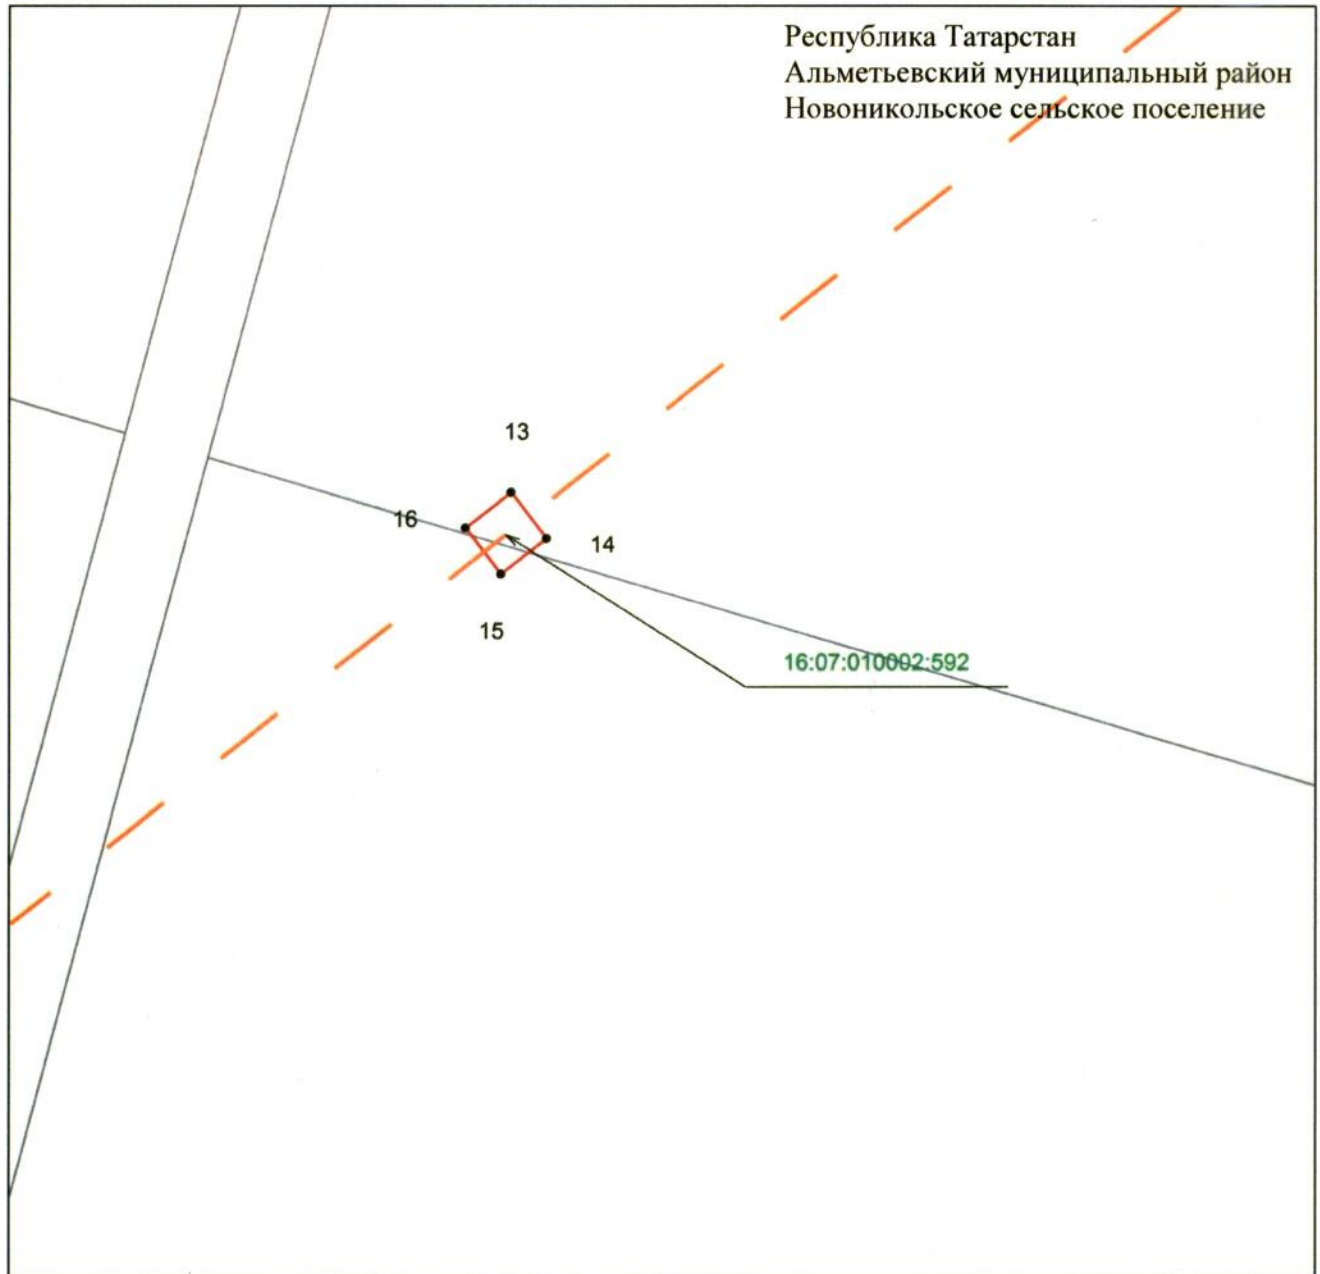 Республика Татарстан
Альметьевский муниципальный район
Новоникольское сельское поселение
13
16
14
15
16:07:010002:592